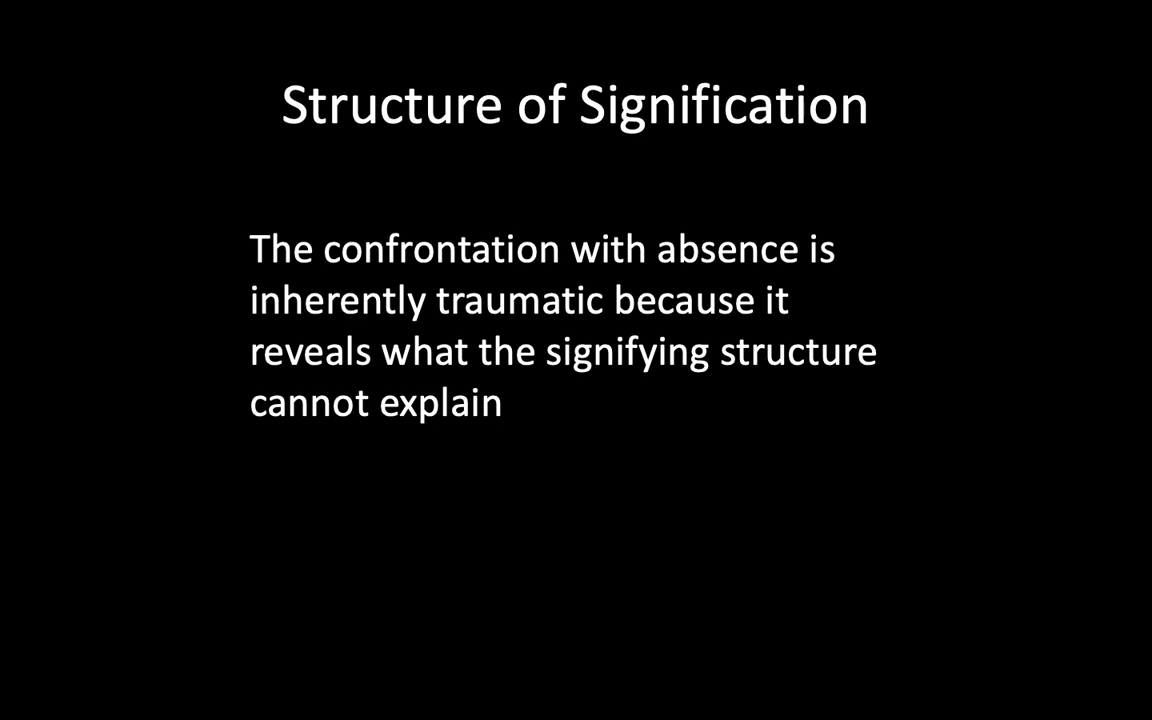 Structure of Signification
The confrontation with absence is
inherently traumatic because it
reveals what the signifying structure
cannot explain